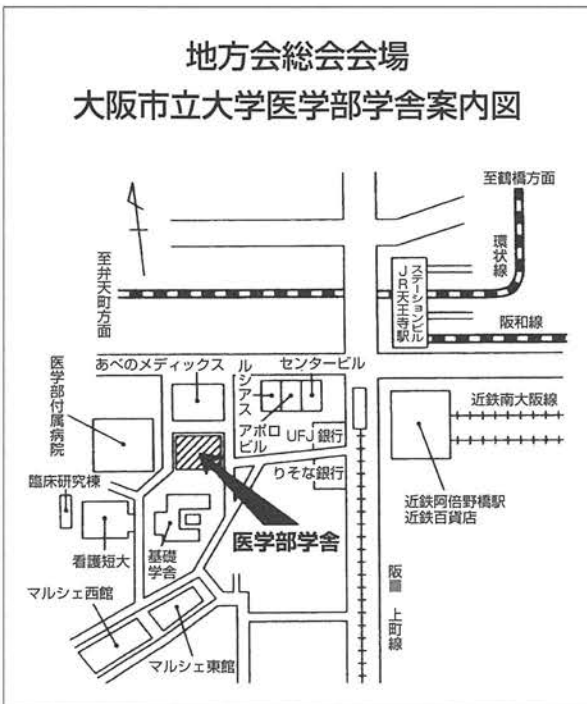 地方会総会会場
大阪市立大学医学部学舎案内図
至鶴橋方面
環状線
ステーションビル
JR天王寺駅
至弁天町方面
阪和線
あべのメディックス
ルシアス
センタービル
医学部付属病院
アポロ
ビル
UFJ銀行
近鉄南大阪線
りそな銀行
臨床研究棟
近鉄阿倍野橋駅
近鉄百貨店
看護短大
基礎
学舎
医学部学舎
マルシェ西館
マルシェ東館
阪
上町線